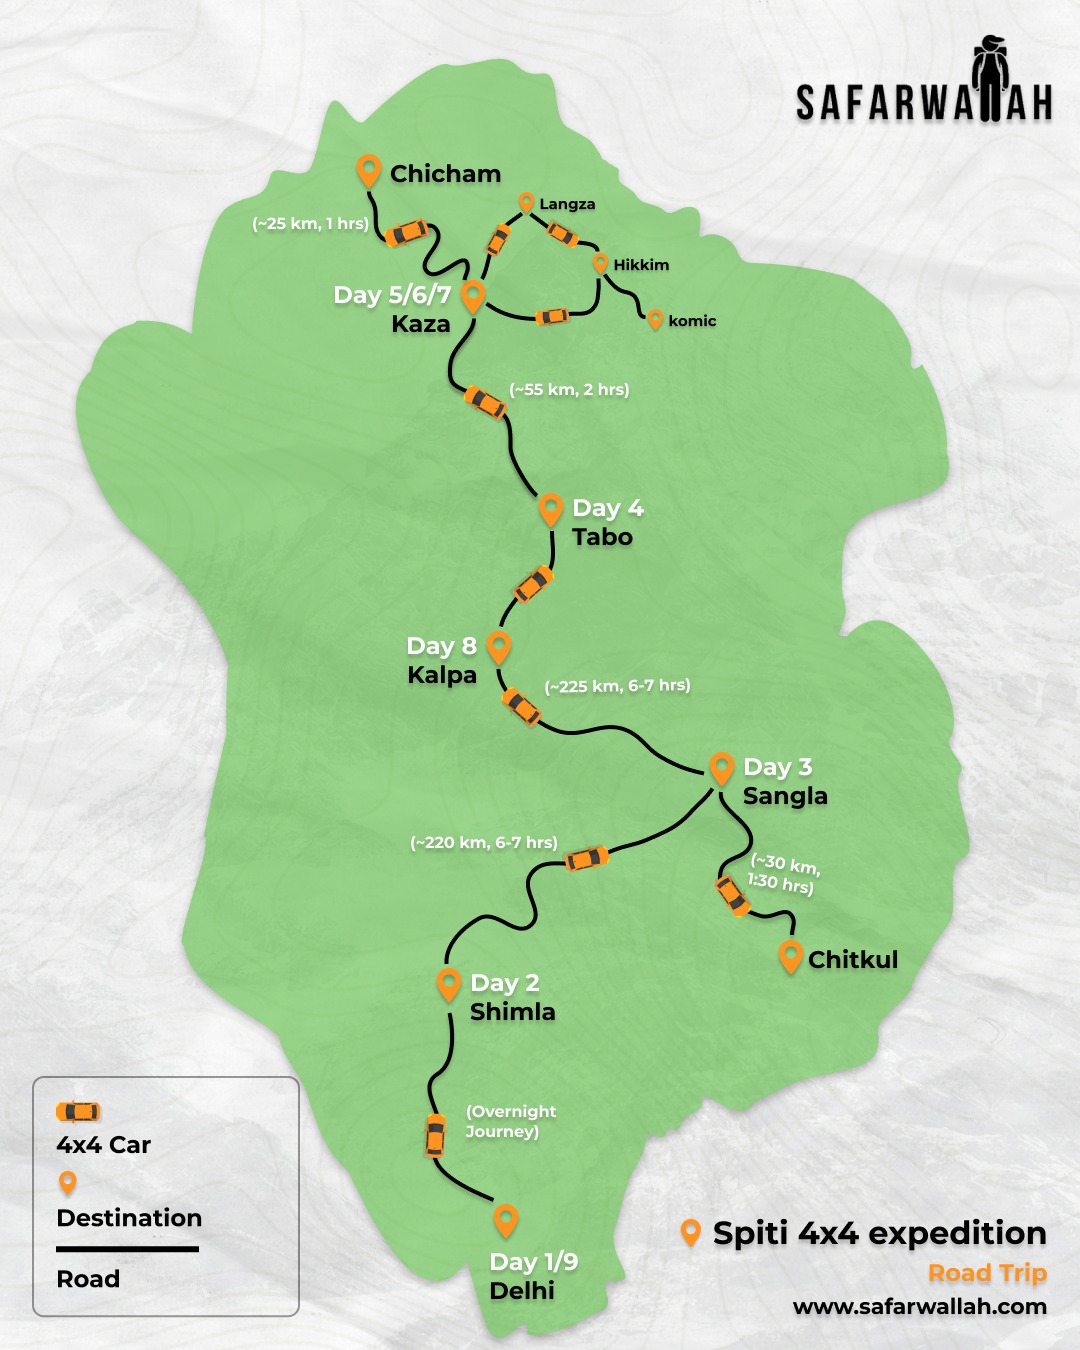 SAFARWALLAH
Chicham
(~25 km, 1 hrs)
Langza
Hikkim
komic
Day 5/6/7
Kaza
(~55 km, 2 hrs)
Day 4
Tabo
Day 8
Kalpa
(~225 km, 6-7 hrs)
Day 3
Sangla
(~220 km, 6-7 hrs)
(~30 km,
1:30 hrs)
Chitkul
Day 2
Shimla
(Overnight
Journey)
Day 1/9
Delhi
4x4 Car
Destination
Road
Spiti 4x4 expedition
Road Trip
www.safarwallah.com